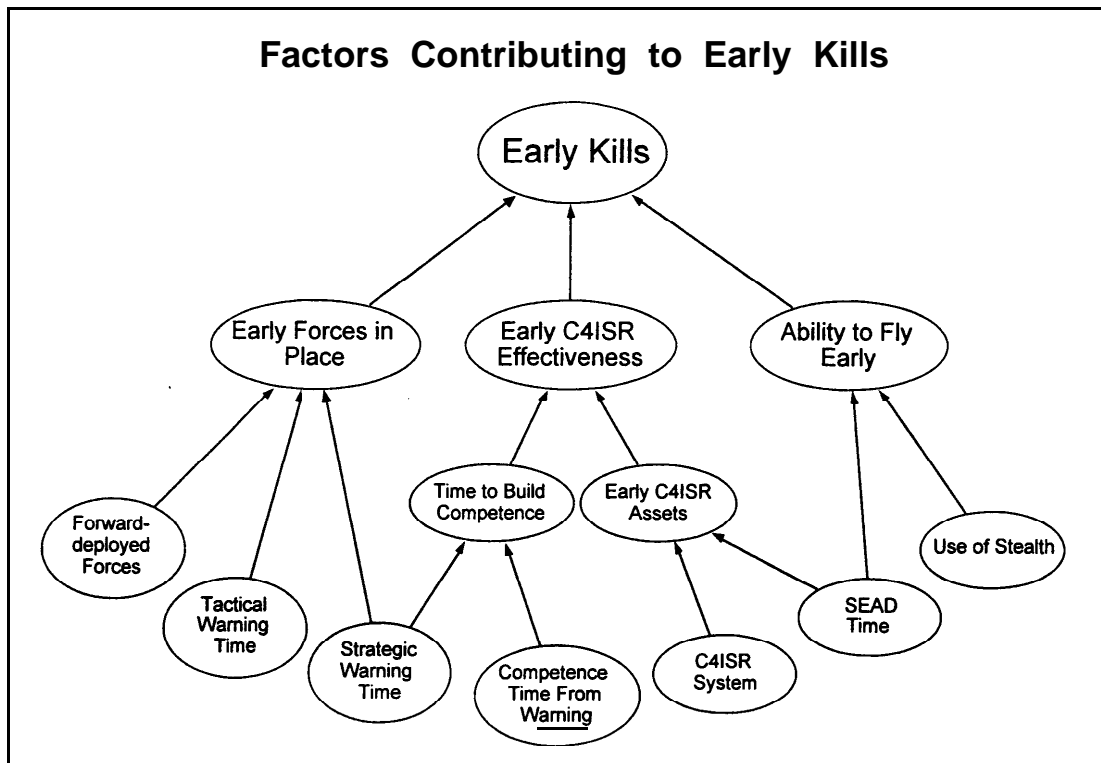 Factors Contributing to Early Kills
Early Kills
Early Forces in
Place
Early C4ISR
Effectiveness
Ability to Fly
Early
Time to Build
Competence
Early C4ISR
Assets
Forward-
deployed
Forces
Use of Stealth
Tactical
Warning
Time
Strategic
Warning
Time
Competence
Time From
Warning
C4ISR
System
SEAD
Time